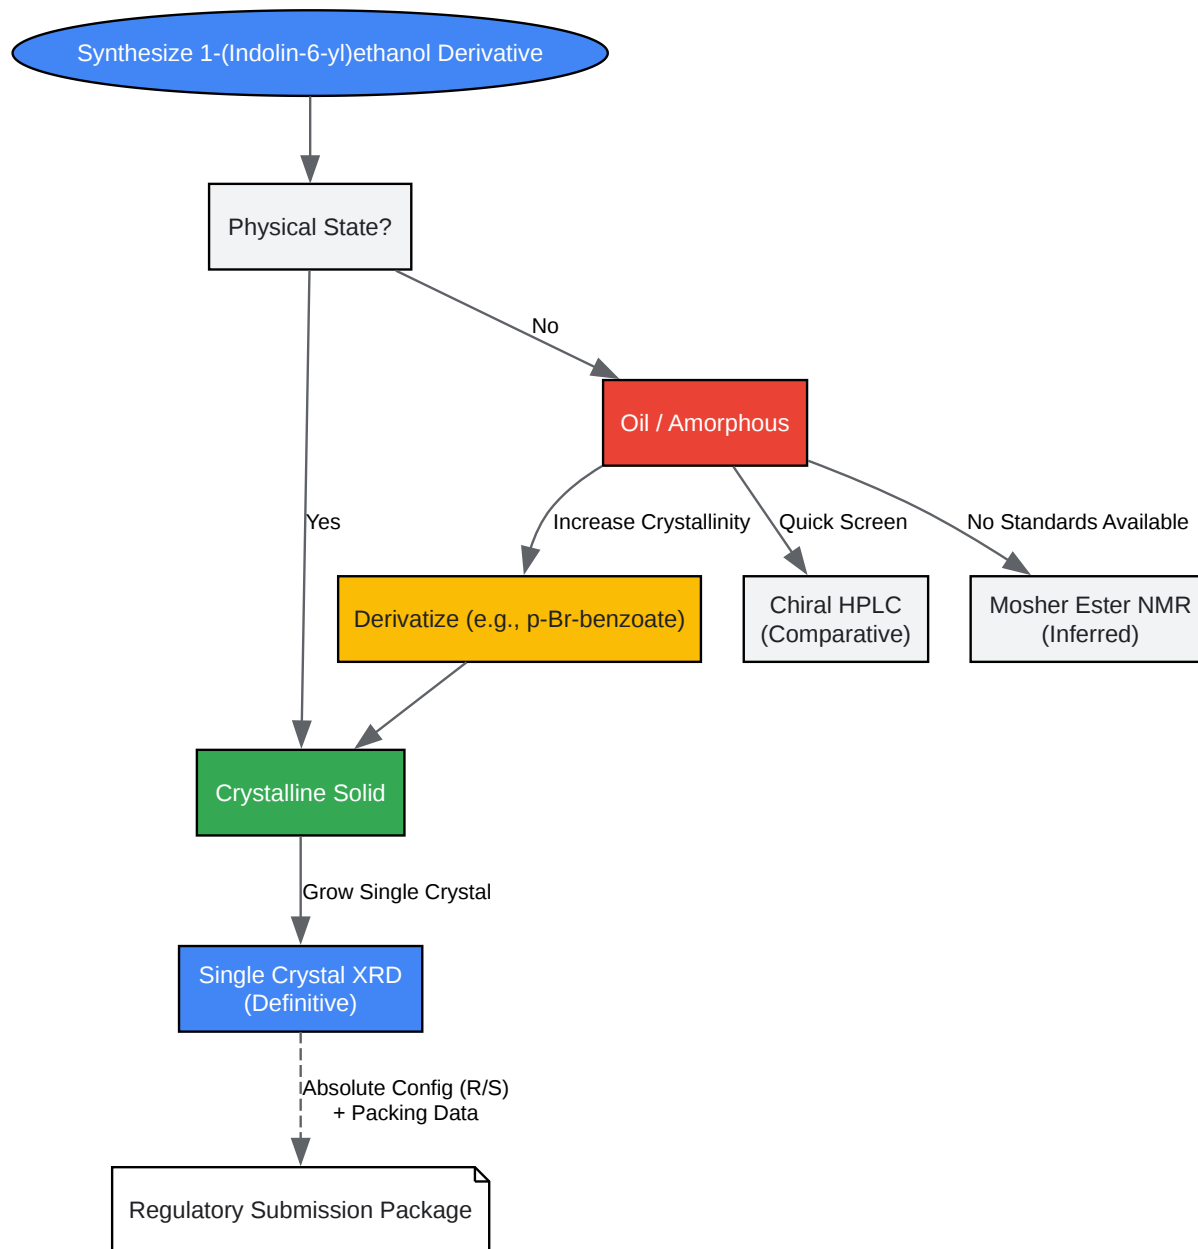 Synthesize 1-(Indolin-6-yl)ethanol Derivative
Physical State?
No
Oil / Amorphous
Yes
Increase Crystallinity
Quick Screen
No Standards Available
Derivatize (e.g., p-Br-benzoate)
Chiral HPLC
(Comparative)
Mosher Ester NMR
(Inferred)
Crystalline Solid
Grow Single Crystal
Single Crystal XRD
(Definitive)
Absolute Config (R/S)
+ Packing Data
Regulatory Submission Package